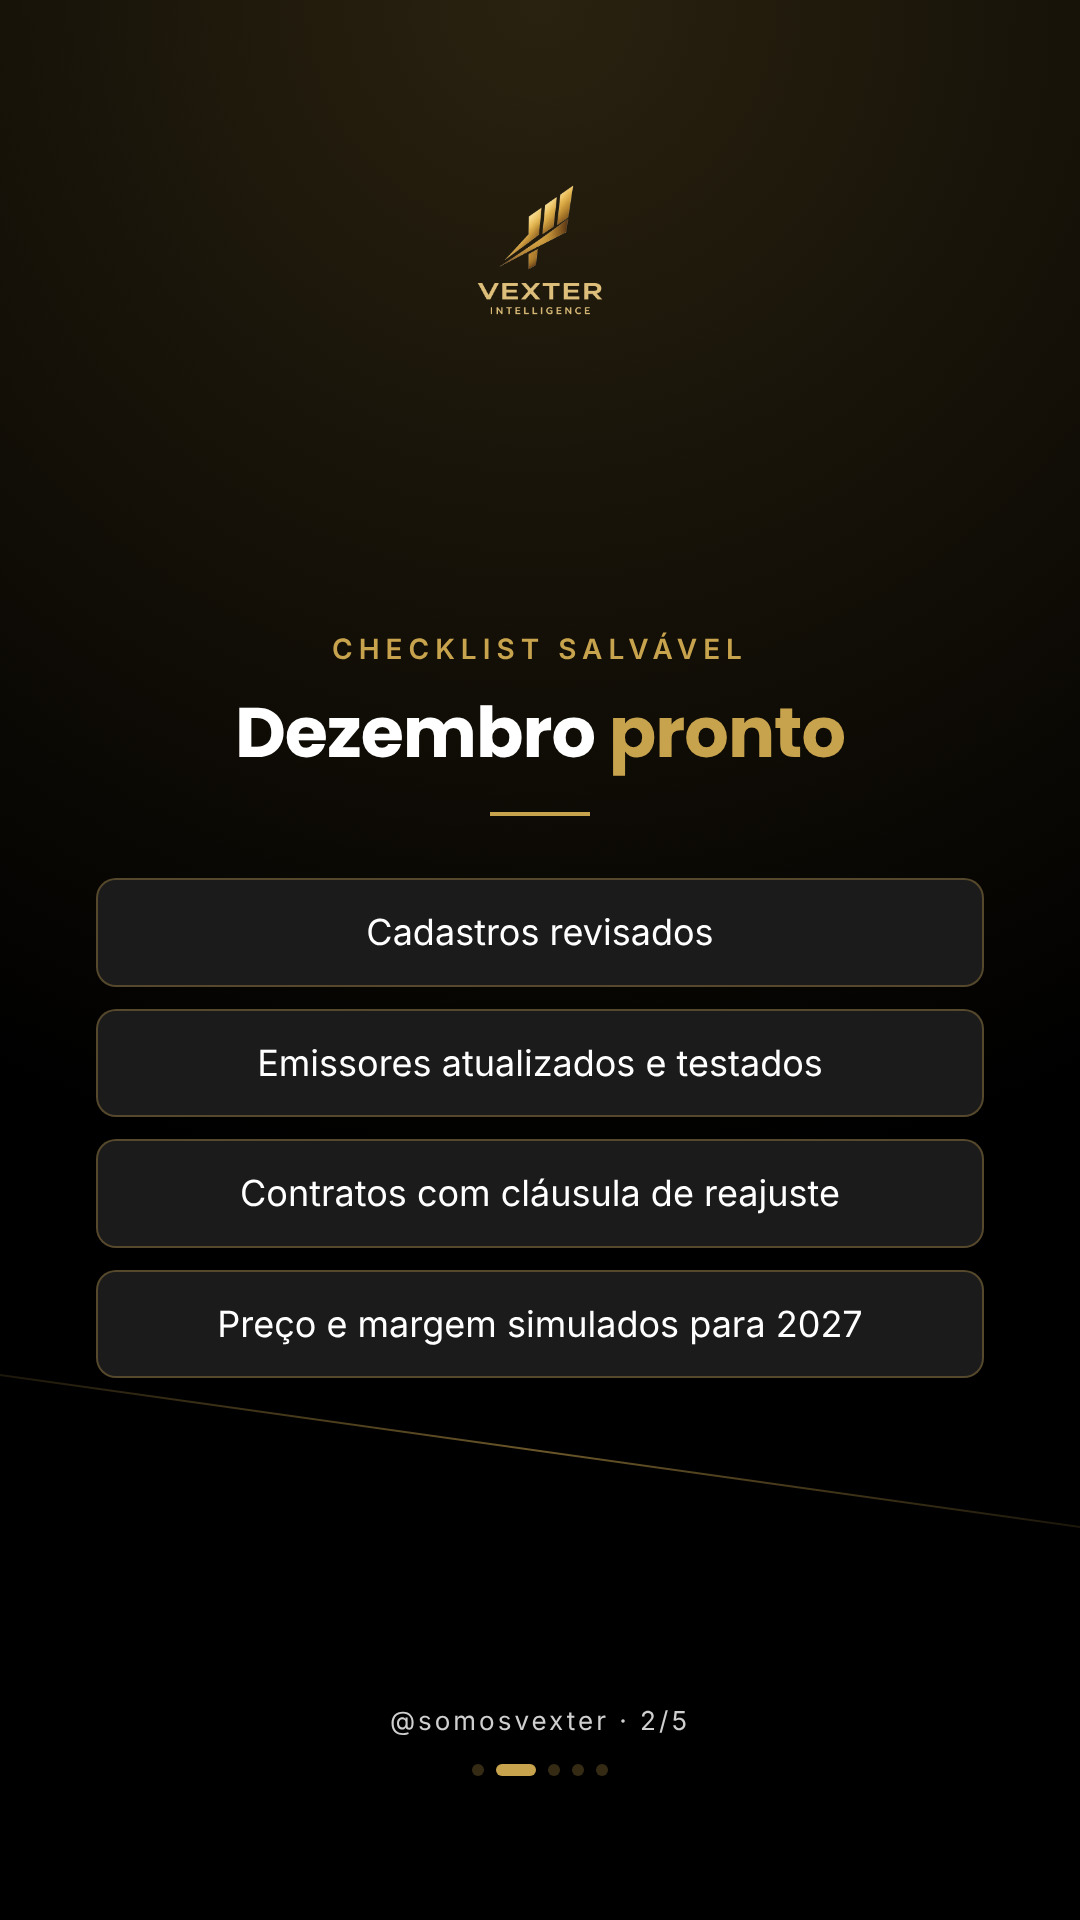 VEXTER
INTELLIGENCE
CHECKLIST SALVÁVEL
Dezembro pronto
Cadastros revisados
Emissores atualizados e testados
Contratos com cláusula de reajuste
Preço e margem simulados para 2027
@somosvexter · 2/5